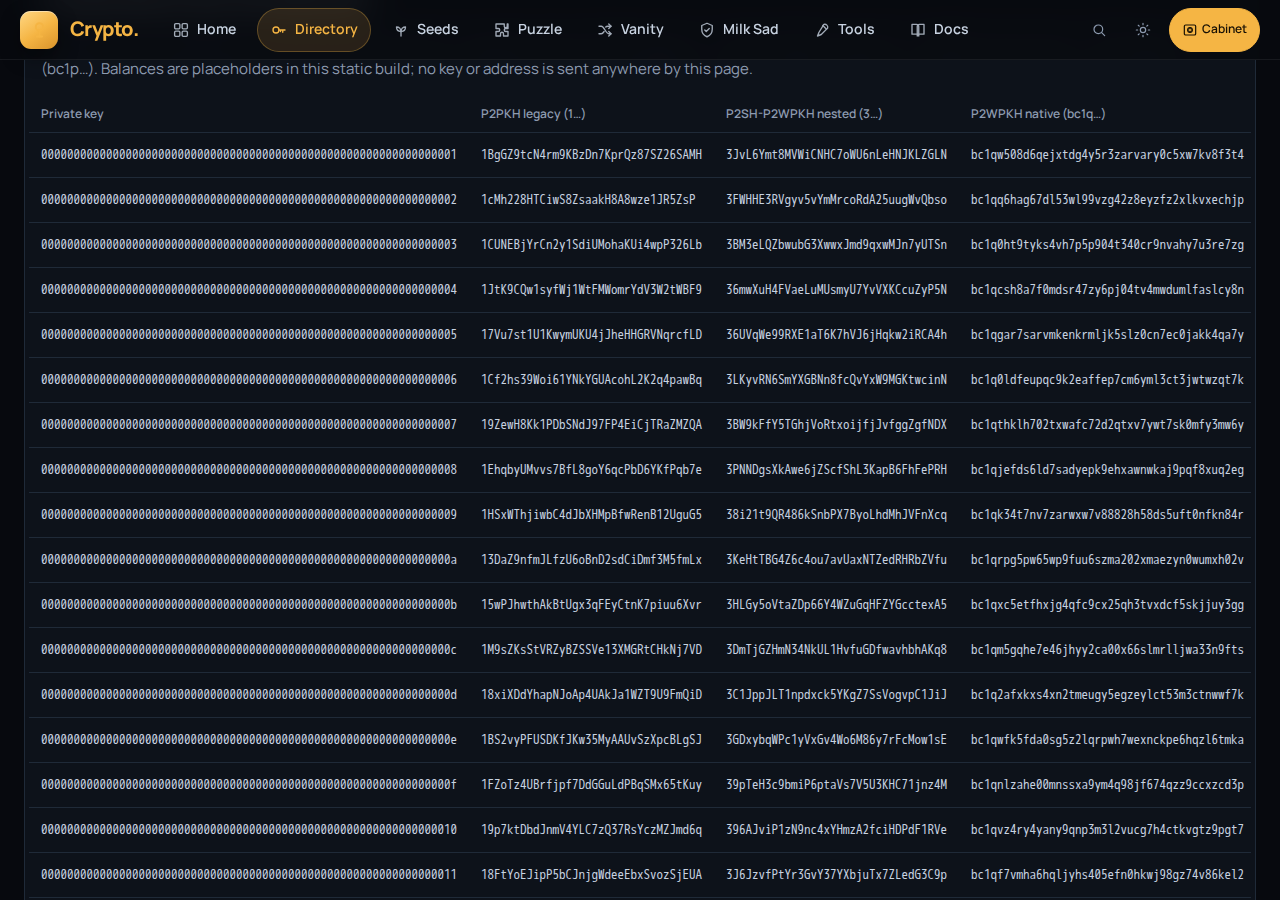 Crypto. Home Directory Seeds Puzzle Vanity Milk Sad Tools Docs Cabinet
(bc1p…). Balances are placeholders in this static build; no key or address is sent anywhere by this page.
Private key P2PKH legacy (1…) P2SH-P2WPKH nested (3…) P2WPKH native (bc1q…)
0000000000000000000000000000000000000000000000000000000000000001 1BgGZ9tcN4rm9KBzDn7KprQz87SZ26SAMH 3JvL6Ymt8MVWiCNHC7oWU6nLeHNJKLZGLN bc1qw508d6qejxtdg4y5r3zarvary0c5xw7kv8f3t4
0000000000000000000000000000000000000000000000000000000000000002 1cMh228HTCiwS8ZsaakH8A8wze1JR5ZsP 3FWHHE3RVgyv5vYmMrcoRdA25uugWvQbso bc1qq6hag67dl53wl99vzg42z8eyzfz2xlkvxechjp
0000000000000000000000000000000000000000000000000000000000000003 1CUNEBjYrCn2y1SdiUMohaKUi4wpP326Lb 3BM3eLQZbwubG3XwwxJmd9qxwMJn7yUTSn bc1q0ht9tyks4vh7p5p904t340cr9nvahy7u3re7zg
0000000000000000000000000000000000000000000000000000000000000004 1JtK9CQw1syfWj1WtFMWomrYdV3W2tWBF9 36mwXuH4FVaeLuMUsmyU7YvVXKCcuZyP5N bc1qcsh8a7f0mdsr47zy6pj04tv4mwdumlfaslcy8n
0000000000000000000000000000000000000000000000000000000000000005 17Vu7st1U1KwymUKU4jJheHHGRVNqrcfLD 36UVqWe99RXE1aT6K7hVJ6jHqkw2iRCA4h bc1qgar7sarvmkenkrmljk5slz0cn7ec0jakk4qa7y
0000000000000000000000000000000000000000000000000000000000000006 1Cf2hs39Woi61YNkYGUAcohL2K2q4pawBq 3LKyvRN6SmYXGBNn8fcQvYxW9MGKtwcinN bc1q0ldfeupqc9k2eaffep7cm6yml3ct3jwtwzqt7k
0000000000000000000000000000000000000000000000000000000000000007 19ZewH8Kk1PDbSNdJ97FP4EiCjTRaZMZQA 3BW9kFfY5TGhjVoRtxoijfjJvfggZgfNDX bc1qthklh702txwafc72d2qtxv7ywt7sk0mfy3mw6y
0000000000000000000000000000000000000000000000000000000000000008 1EhqbyUMvvs7BfL8goY6qcPbD6YKfPqb7e 3PNNDgsXkAwe6jZScfShL3KapB6FhFePRH bc1qjefds6ld7sadyepk9ehxawnwkaj9pqf8xuq2eg
0000000000000000000000000000000000000000000000000000000000000009 1HSxWThjiwbC4dJbXHMpBfwRenB12UguG5 38i21t9QR486kSnbPX7ByoLhdMhJVFnXcq bc1qk34t7nv7zarwxw7v88828h58ds5uft0nfkn84r
000000000000000000000000000000000000000000000000000000000000000a 13DaZ9nfmJLfzU6oBnD2sdCiDmf3M5fmLx 3KeHtTBG4Z6c4ou7avUaxNTZedRHRbZVfu bc1qrpg5pw65wp9fuu6szma202xmaezyn0wumxh02v
000000000000000000000000000000000000000000000000000000000000000b 15wPJhwthAkBtUgx3qFEyCtnK7piuu6Xvr 3HLGy5oVtaZDp66Y4WZuGqHFZYGcctexA5 bc1qxc5etfhxjg4qfc9cx25qh3tvxdcf5skjjuy3gg
000000000000000000000000000000000000000000000000000000000000000c 1M9sZKsStVRZyBZSSVe13XMGRtCHkNj7VD 3DmTjGZHmN34NkUL1HvfuGDfwavhbhAKq8 bc1qm5gqhe7e46jhyy2ca00x66slmrlljwa33n9fts
000000000000000000000000000000000000000000000000000000000000000d 18xiXDdYhapNJoAp4UAkJa1WZT9U9FmQiD 3C1JppJLT1npdxck5YKgZ7SsVogvpC1JiJ bc1q2afxkxs4xn2tmeugy5egzeylct53m3ctnwwf7k
000000000000000000000000000000000000000000000000000000000000000e 1BS2vyPFUSDKfJKw35MyAAUvSzXpcBLgSJ 3GDxybqWPc1yVxGv4Wo6M86y7rFcMow1sE bc1qwfk5fda0sg5z2lqrpwh7wexnckpe6hqzl6tmka
000000000000000000000000000000000000000000000000000000000000000f 1FZoTz4UBrfjpf7DdGGuLdPBqSMx65tKuy 39pTeH3c9bmiP6ptaVs7V5U3KHC71jnz4M bc1qnlzahe00mnssxa9ym4q98jf674qzz9ccxzcd3p
0000000000000000000000000000000000000000000000000000000000000010 19p7ktDbdJnmV4YLC7zQ37RsYczMZJmd6q 396AJviP1zN9nc4xYHmzA2fciHDPdF1RVe bc1qvz4ry4yany9qnp3m3l2vucg7h4ctkvgtz9pgt7
0000000000000000000000000000000000000000000000000000000000000011 18FtYoEJipP5bCJnjgWdeeEbxSvozSjEUA 3J6JzvfPtYr3GvY37YXbjuTx7ZLedG3C9p bc1qf7vmha6hqljyhs405efn0hkwj98gz74v86kel2